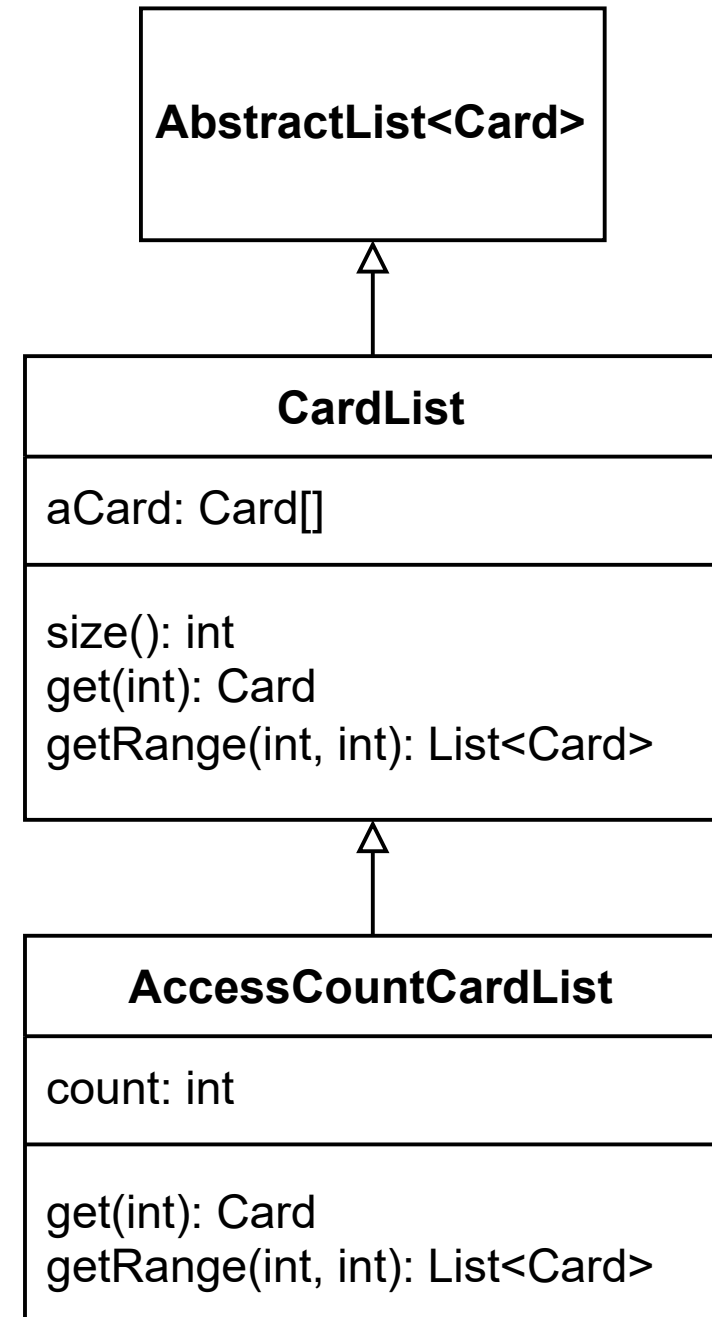 AbstractList<Card>
CardList
aCard: Card[]
size(): int
get(int): Card
getRange(int, int): List<Card>
AccessCountCardList
count: int
get(int): Card
getRange(int, int): List<Card>